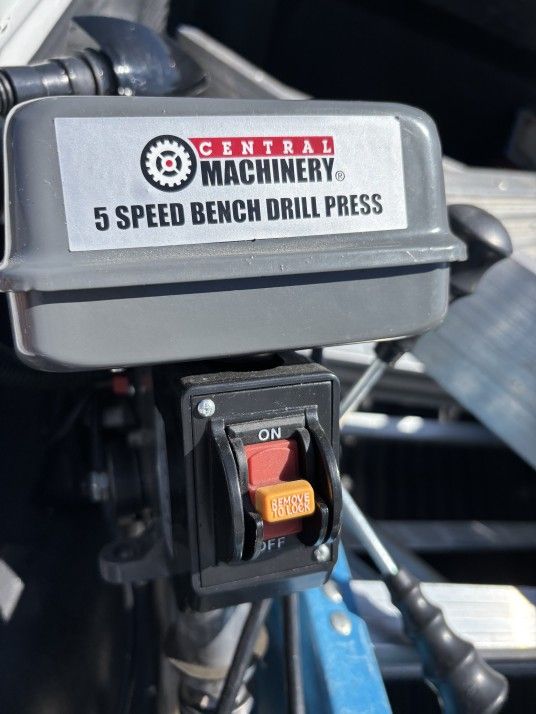 CENTRAL
MACHINERY®
5 SPEED BENCH DRILL PRESS
ON
REMOVE
TO LOCK
OFF